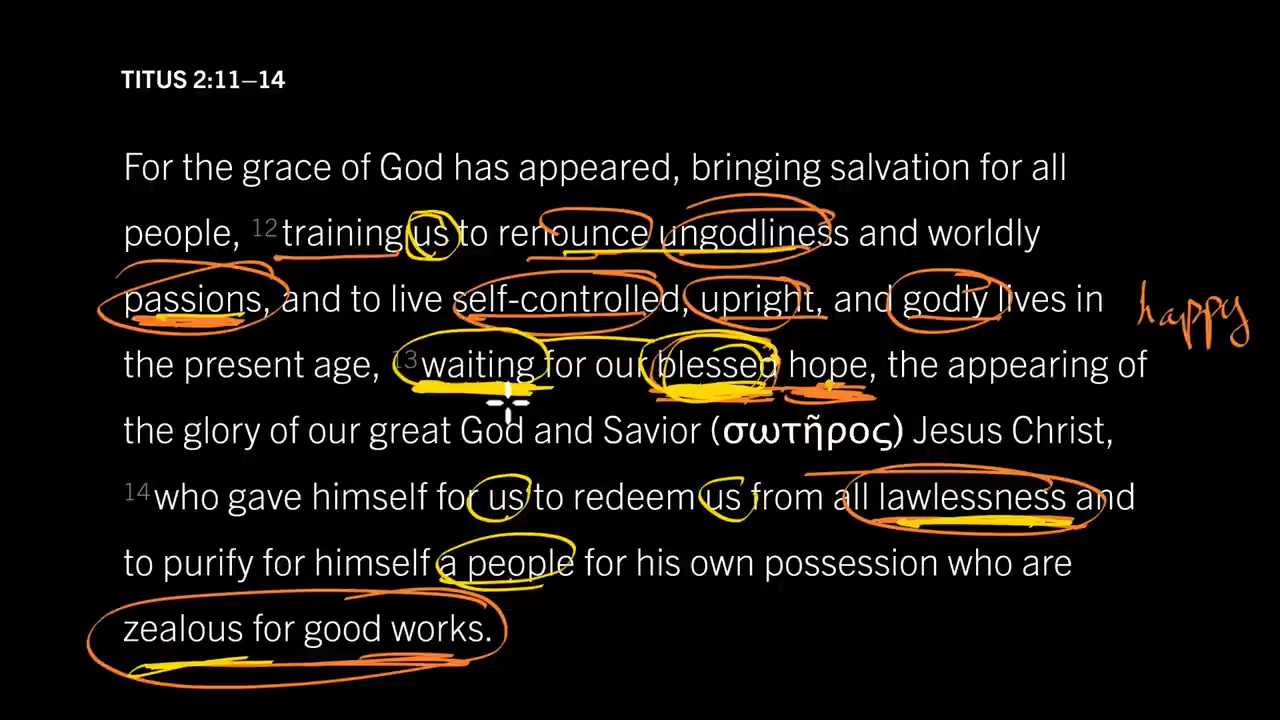 TITUS 2:11–14
For the grace of God has appeared, bringing salvation for all
people, 12 training us to renounce ungodliness and worldly
passions, and to live self-controlled, upright, and godly lives in
happy
the present age, 13 waiting for our blessed hope, the appearing of
the glory of our great God and Savior (σωτῆρος) Jesus Christ,
14 who gave himself for us to redeem us from all lawlessness and
to purify for himself a people for his own possession who are
zealous for good works.